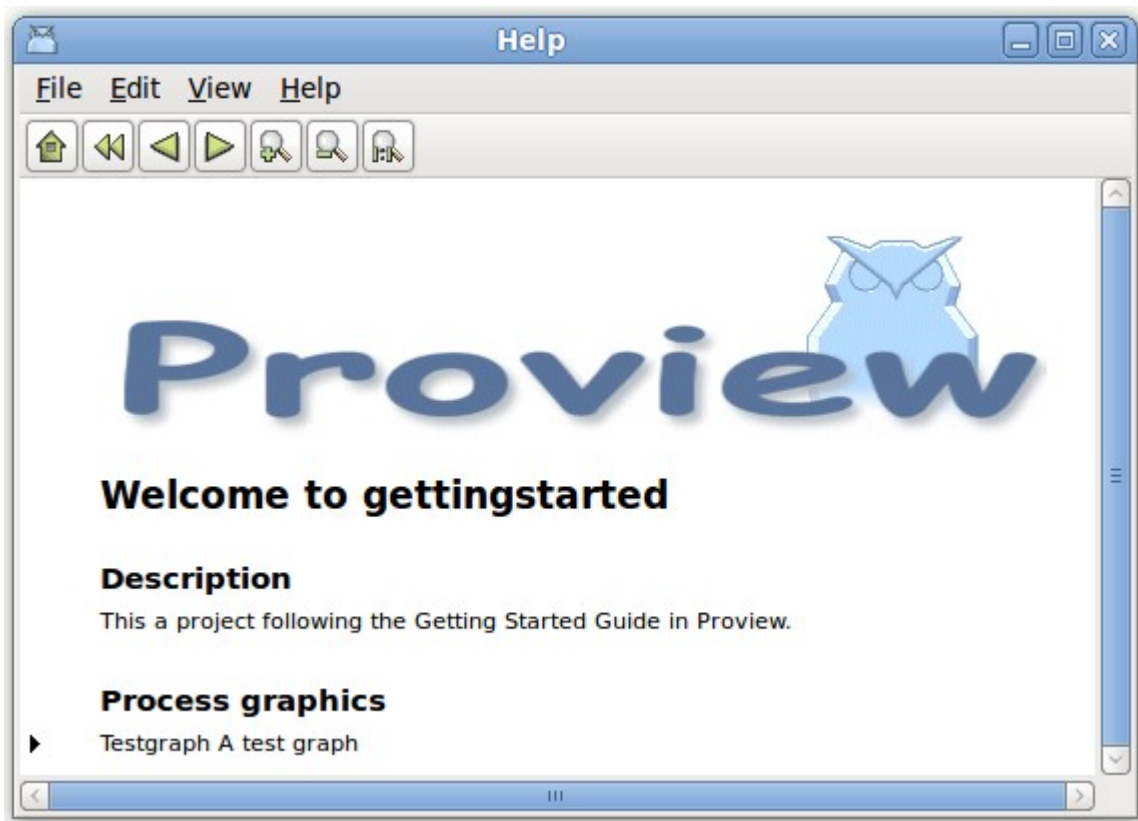 Help
File Edit View Help
Proview
Welcome to gettingstarted
Description
This a project following the Getting Started Guide in Proview.
Process graphics
Testgraph A test graph